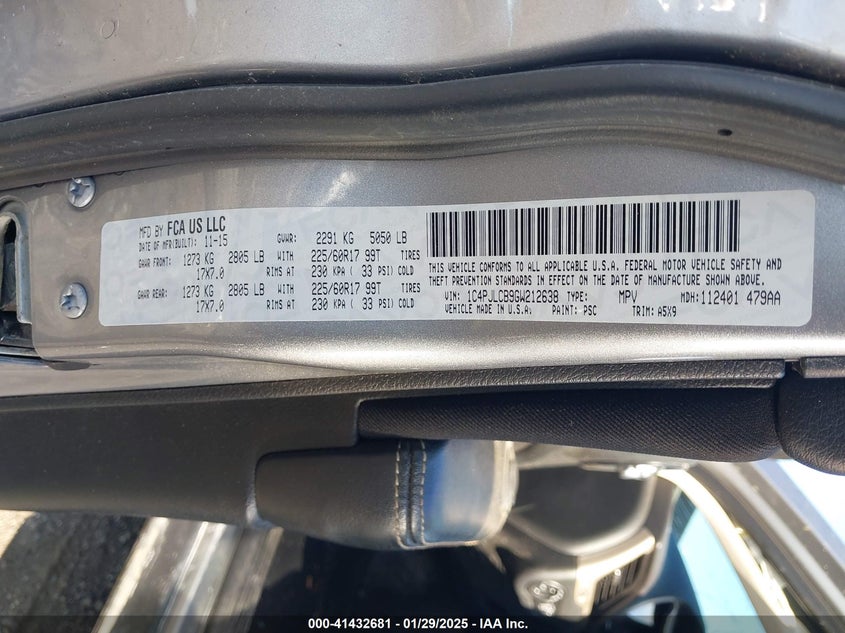 MFD BY FCA US LLC
DATE OF MFR(BUILT): 11-15 GVWR: 2291 KG 5050 LB
GAWR FRONT: 1273 KG 2805 LB WITH 225/60R17 99T TIRES
17X7.0 RIMS AT 230 KPA ( 33 PSI) COLD
GAWR REAR: 1273 KG 2805 LB WITH 225/60R17 99T TIRES
17X7.0 RIMS AT 230 KPA ( 33 PSI) COLD
THIS VEHICLE CONFORMS TO ALL APPLICABLE U.S.A. FEDERAL MOTOR VEHICLE SAFETY AND
THEFT PREVENTION STANDARDS IN EFFECT ON THE DATE OF MANUFACTURE SHOWN ABOVE.
VIN: 1C4PJLCB9GW212638 TYPE: MPV MDH: 112401 479AA
VEHICLE MADE IN U.S.A. PAINT: PSC TRIM: A5X9
000-41432681 - 01/29/2025 - IAA Inc.